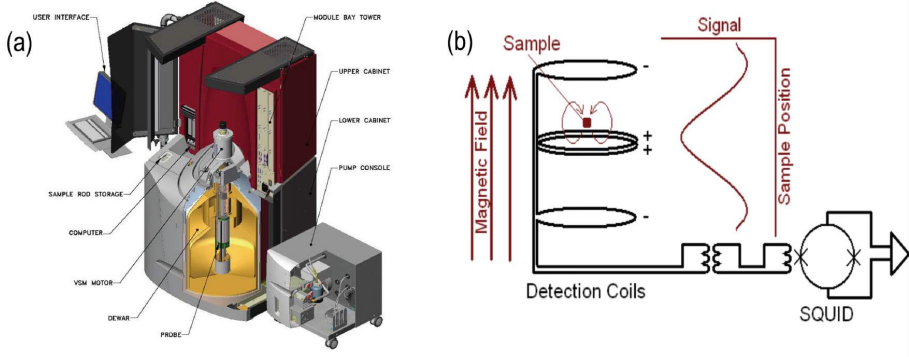 (a)
USER INTERFACE
MODULE BAY TOWER
UPPER CABINET
LOWER CABINET
PUMP CONSOLE
SAMPLE ROD STORAGE
COMPUTER
VSM MOTOR
DEWAR
PROBE
(b)
Sample
Signal
Magnetic Field
Sample Position
-
+
+
-
Detection Coils
SQUID